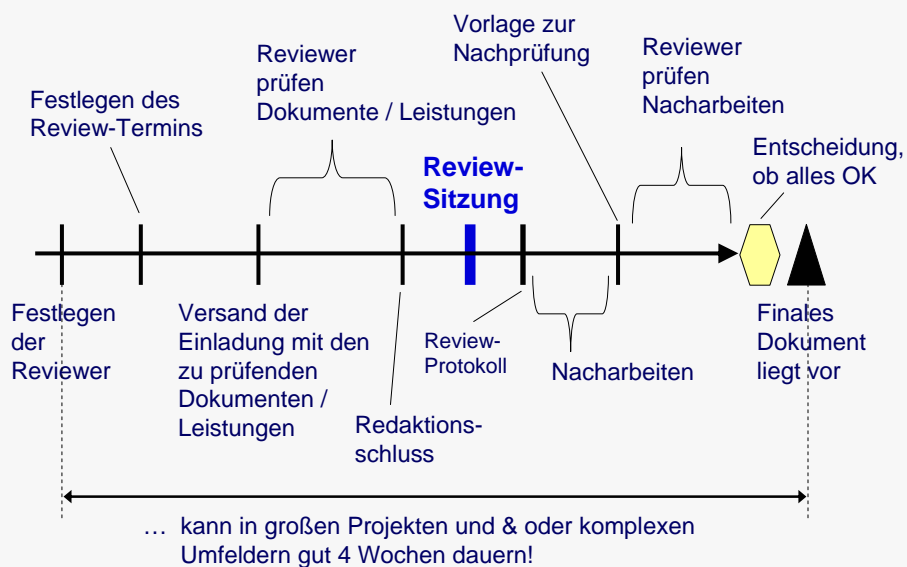 Festlegen des
Review-Termins
Reviewer
prüfen
Dokumente / Leistungen
Vorlage zur
Nachprüfung
Reviewer
prüfen
Nacharbeiten
Entscheidung,
ob alles OK
Review-
Sitzung
Festlegen
der
Reviewer
Versand der
Einladung mit den
zu prüfenden
Dokumenten /
Leistungen
Redaktions-
schluss
Review-
Protokoll
Nacharbeiten
Finales
Dokument
liegt vor
… kann in großen Projekten und & oder komplexen
Umfeldern gut 4 Wochen dauern!